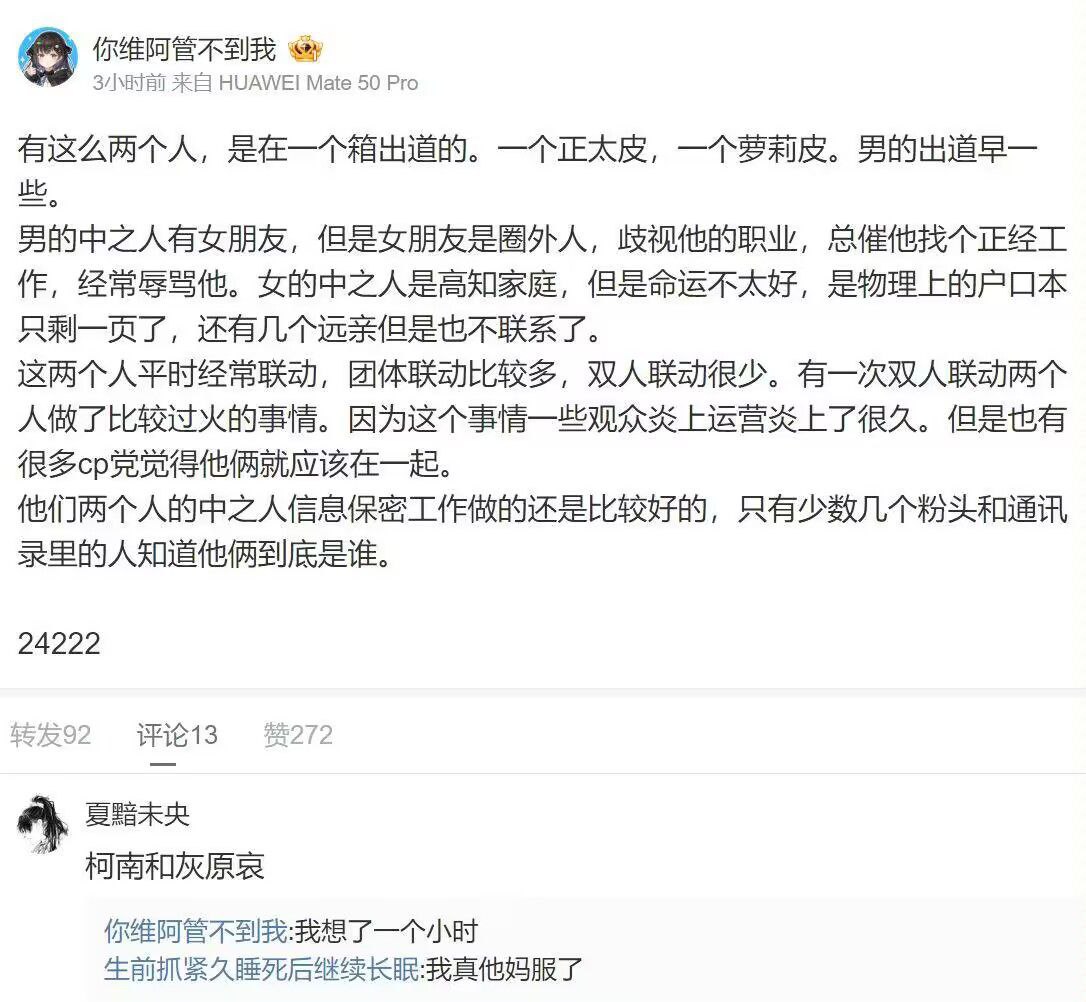 你维阿管不到我
3小时前 来自 HUAWEI Mate 50 Pro
有这么两个人，是在一个箱出道的。一个正太皮，一个萝莉皮。男的出道早一
些。
男的中之人有女朋友，但是女朋友是圈外人，歧视他的职业，总催他找个正经工
作，经常辱骂他。女的中之人是高知家庭，但是命运不太好，是物理上的户口本
只剩一页了，还有几个远亲但是也不联系了。
这两个人平时经常联动，团体联动比较多，双人联动很少。有一次双人联动两个
人做了比较过火的事情。因为这个事情一些观众炎上运营炎上了很久。但是也有
很多cp党觉得他俩就应该在一起。
他们两个人的中之人信息保密工作做的还是比较好的，只有少数几个粉头和通讯
录里的人知道他俩到底是谁。
24222
转发92 评论13 赞272
夏黯未央
柯南和灰原哀
你维阿管不到我:我想了一个小时
生前抓紧久睡死后继续长眠:我真他妈服了